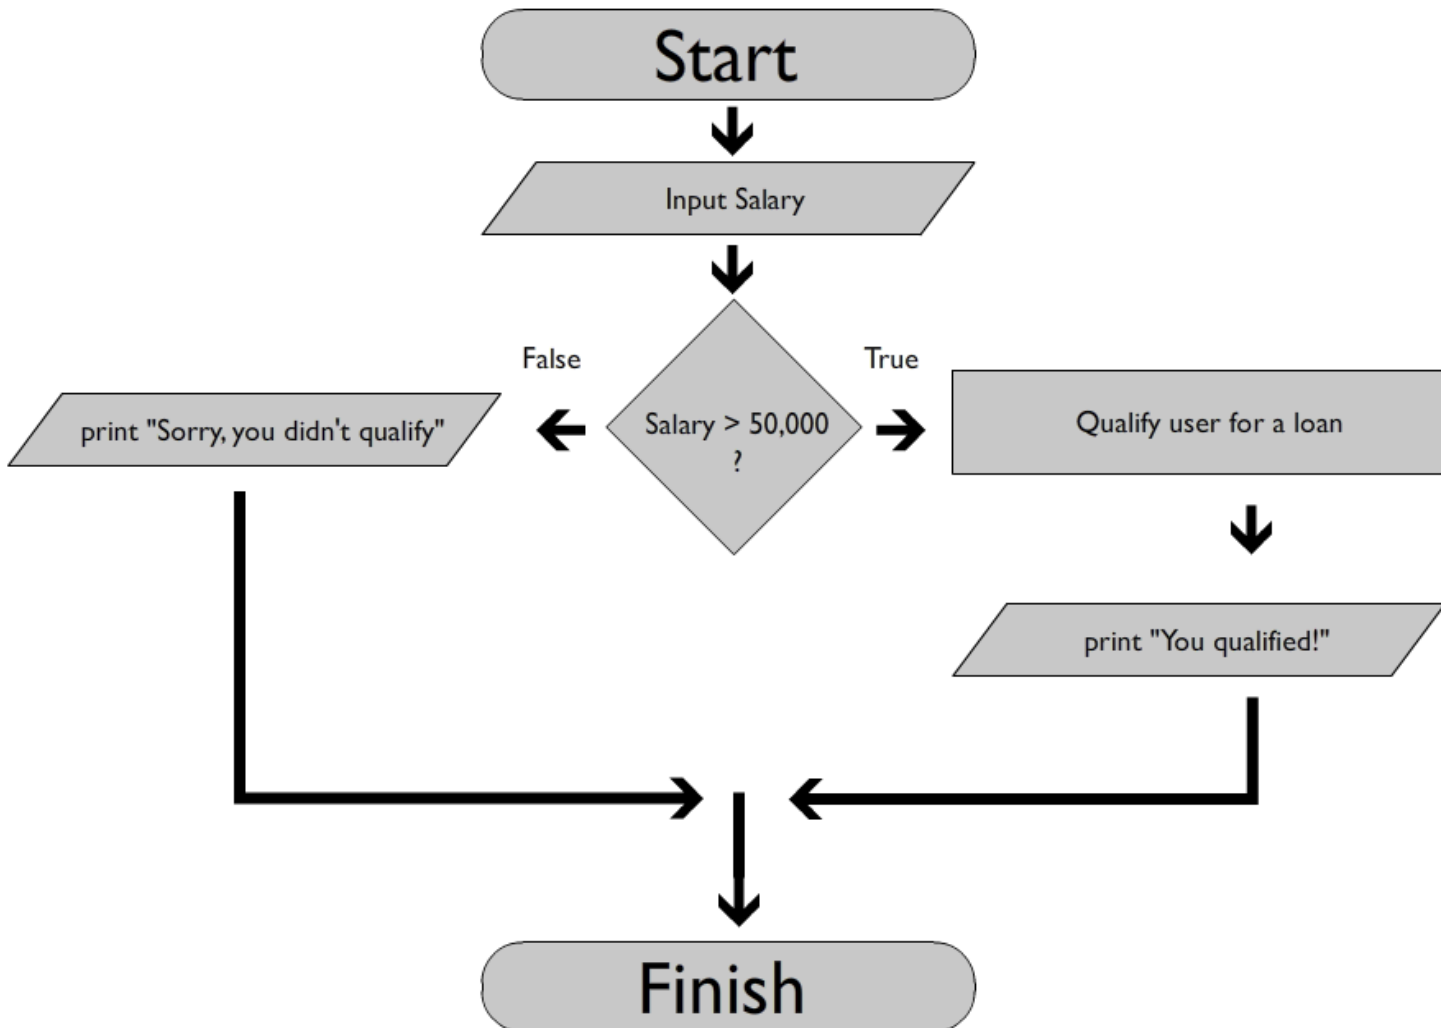 Start
Input Salary
False
True
print "Sorry, you didn't qualify"
Salary > 50,000
?
Qualify user for a loan
print "You qualified!"
Finish